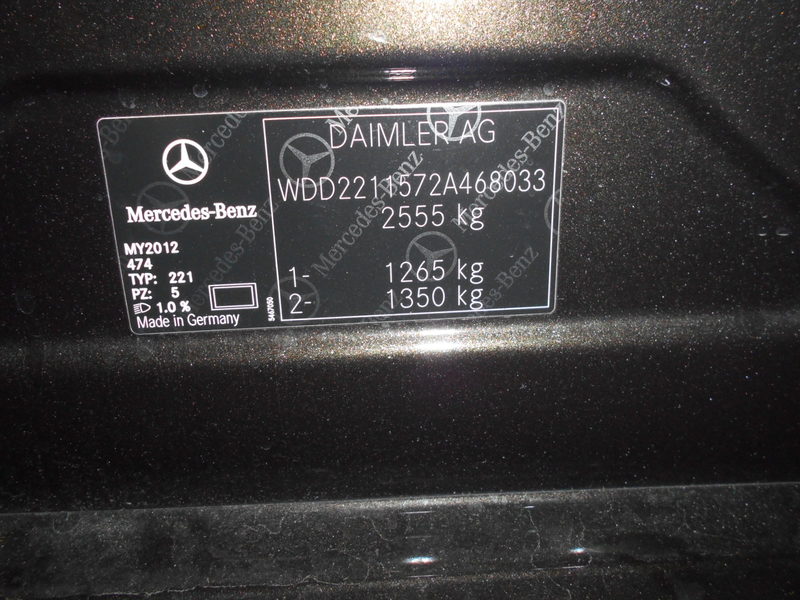 Mercedes-Benz
MY2012
474
TYP: 221
PZ: 5
1.0 %
Made in Germany
5467050
DAIMLER AG
WDD2211572A468033
2555 kg
1- 1265 kg
2- 1350 kg